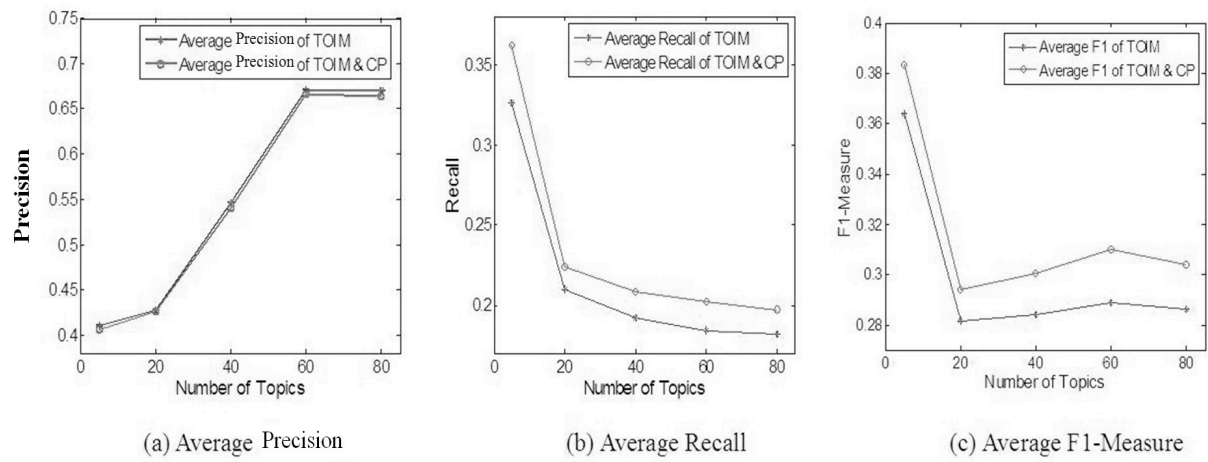 0.75
0.7
0.65
0.6
0.55
0.5
0.45
0.4
Precision
Average Precision of TOIM
Average Precision of TOIM & CP
0 20 40 60 80
Number of Topics
(a) Average Precision
0.35
0.3
0.25
0.2
Recall
Average Recall of TOIM
Average Recall of TOIM & CP
0 20 40 60 80
Number of Topics
(b) Average Recall
0.4
0.38
0.36
0.34
0.32
0.3
0.28
F1-Measure
Average F1 of TOIM
Average F1 of TOIM & CP
0 20 40 60 80
Number of Topics
(c) Average F1-Measure